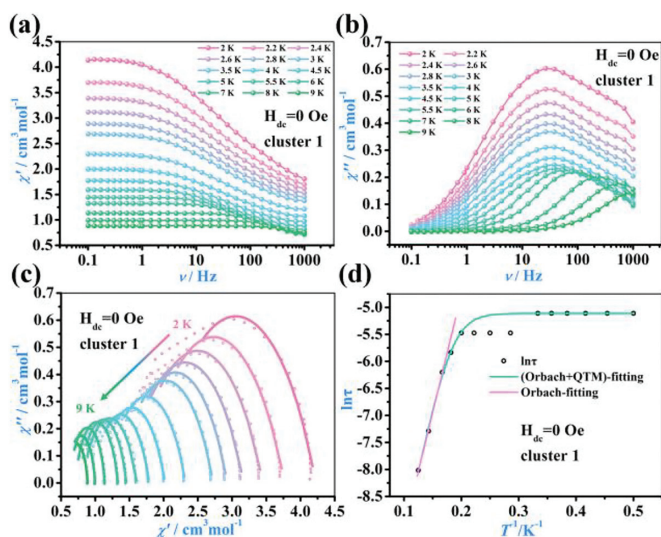 (a)
2 K 2.2 K 2.4 K
2.6 K 2.8 K 3 K
3.5 K 4 K 4.5 K
5 K 5.5 K 6 K
7 K 8 K 9 K
H_dc=0 Oe
cluster 1
4.5
4.0
3.5
3.0
2.5
2.0
1.5
1.0
0.5
χ′ / cm³mol⁻¹
0.1 1 10 100 1000
ν / Hz
(b)
2 K 2.2 K
2.4 K 2.6 K
2.8 K 3 K
3.5 K 4 K
4.5 K 5 K
5.5 K 6 K
7 K 8 K
9 K
H_dc=0 Oe
cluster 1
0.7
0.6
0.5
0.4
0.3
0.2
0.1
0.0
χ″ / cm³mol⁻¹
0.1 1 10 100 1000
ν / Hz
(c)
H_dc=0 Oe
cluster 1
2 K
9 K
0.7
0.6
0.5
0.4
0.3
0.2
0.1
0.0
χ″ / cm³mol⁻¹
0.5 1.0 1.5 2.0 2.5 3.0 3.5 4.0 4.5
χ′ / cm³mol⁻¹
(d)
lnτ
(Orbach+QTM)-fitting
Orbach-fitting
H_dc=0 Oe
cluster 1
-5.0
-5.5
-6.0
-6.5
-7.0
-7.5
-8.0
-8.5
lnτ
0.1 0.2 0.3 0.4 0.5
T⁻¹/K⁻¹